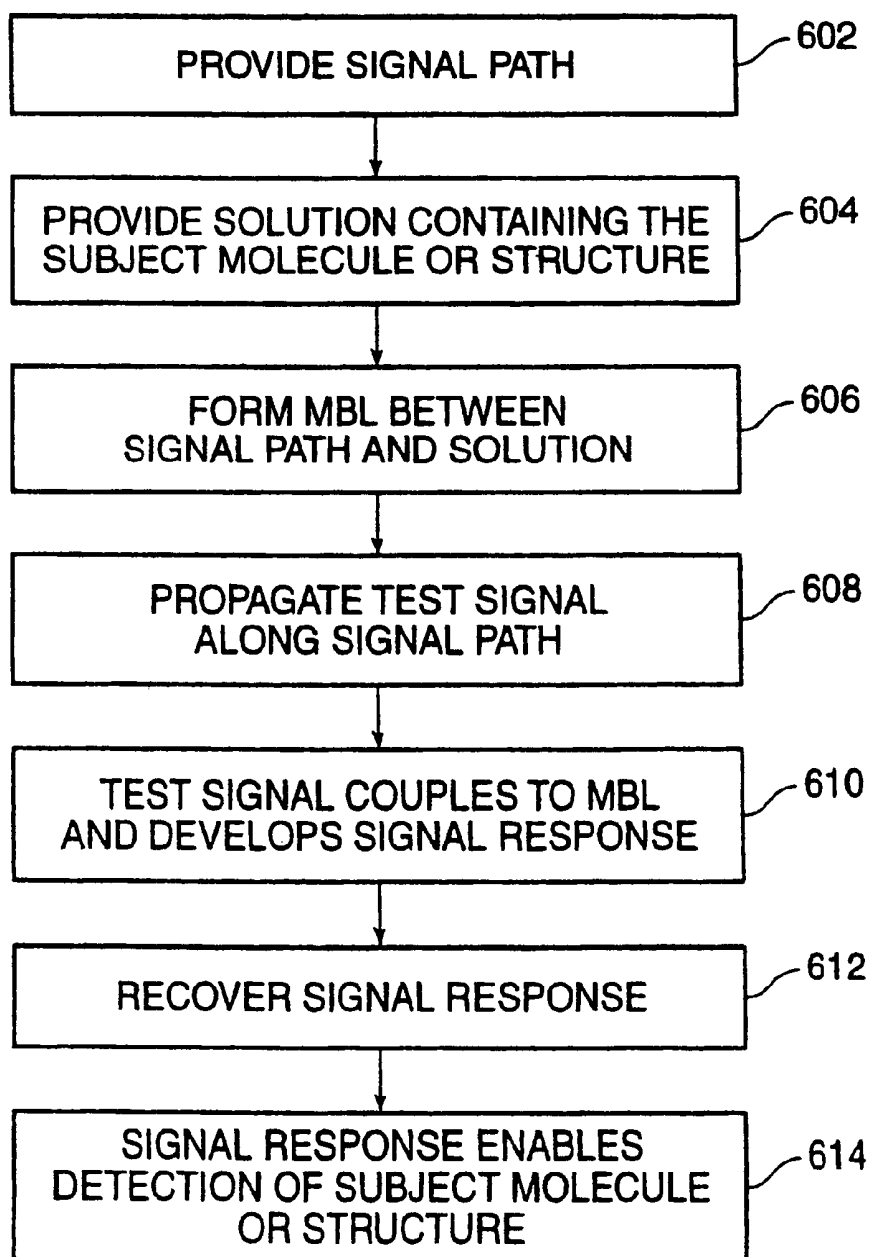 PROVIDE SIGNAL PATH
602
PROVIDE SOLUTION CONTAINING THE
SUBJECT MOLECULE OR STRUCTURE
604
FORM MBL BETWEEN
SIGNAL PATH AND SOLUTION
606
PROPAGATE TEST SIGNAL
ALONG SIGNAL PATH
608
TEST SIGNAL COUPLES TO MBL
AND DEVELOPS SIGNAL RESPONSE
610
RECOVER SIGNAL RESPONSE
612
SIGNAL RESPONSE ENABLES
DETECTION OF SUBJECT MOLECULE
OR STRUCTURE
614